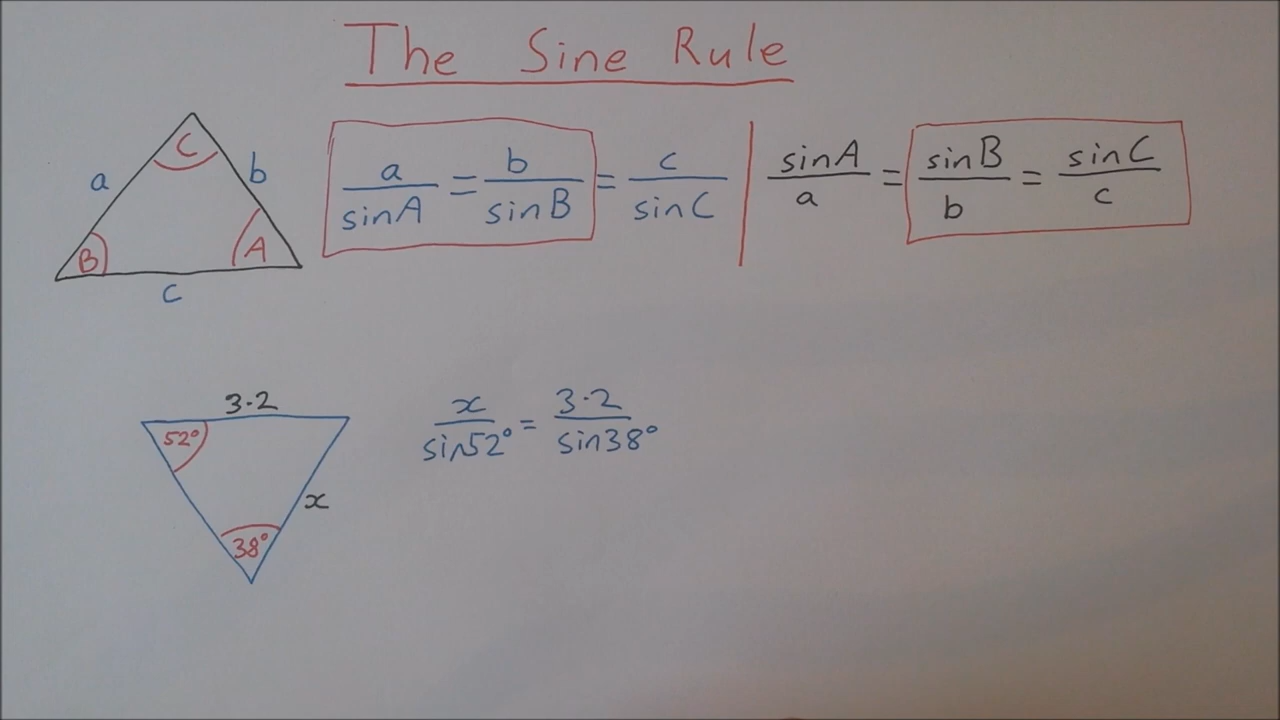 The Sine Rule
C
a
b
B
A
c
a/sinA = b/sinB = c/sinC
sinA/a = sinB/b = sinC/c
3·2
52°
x
38°
x/sin52° = 3·2/sin38°